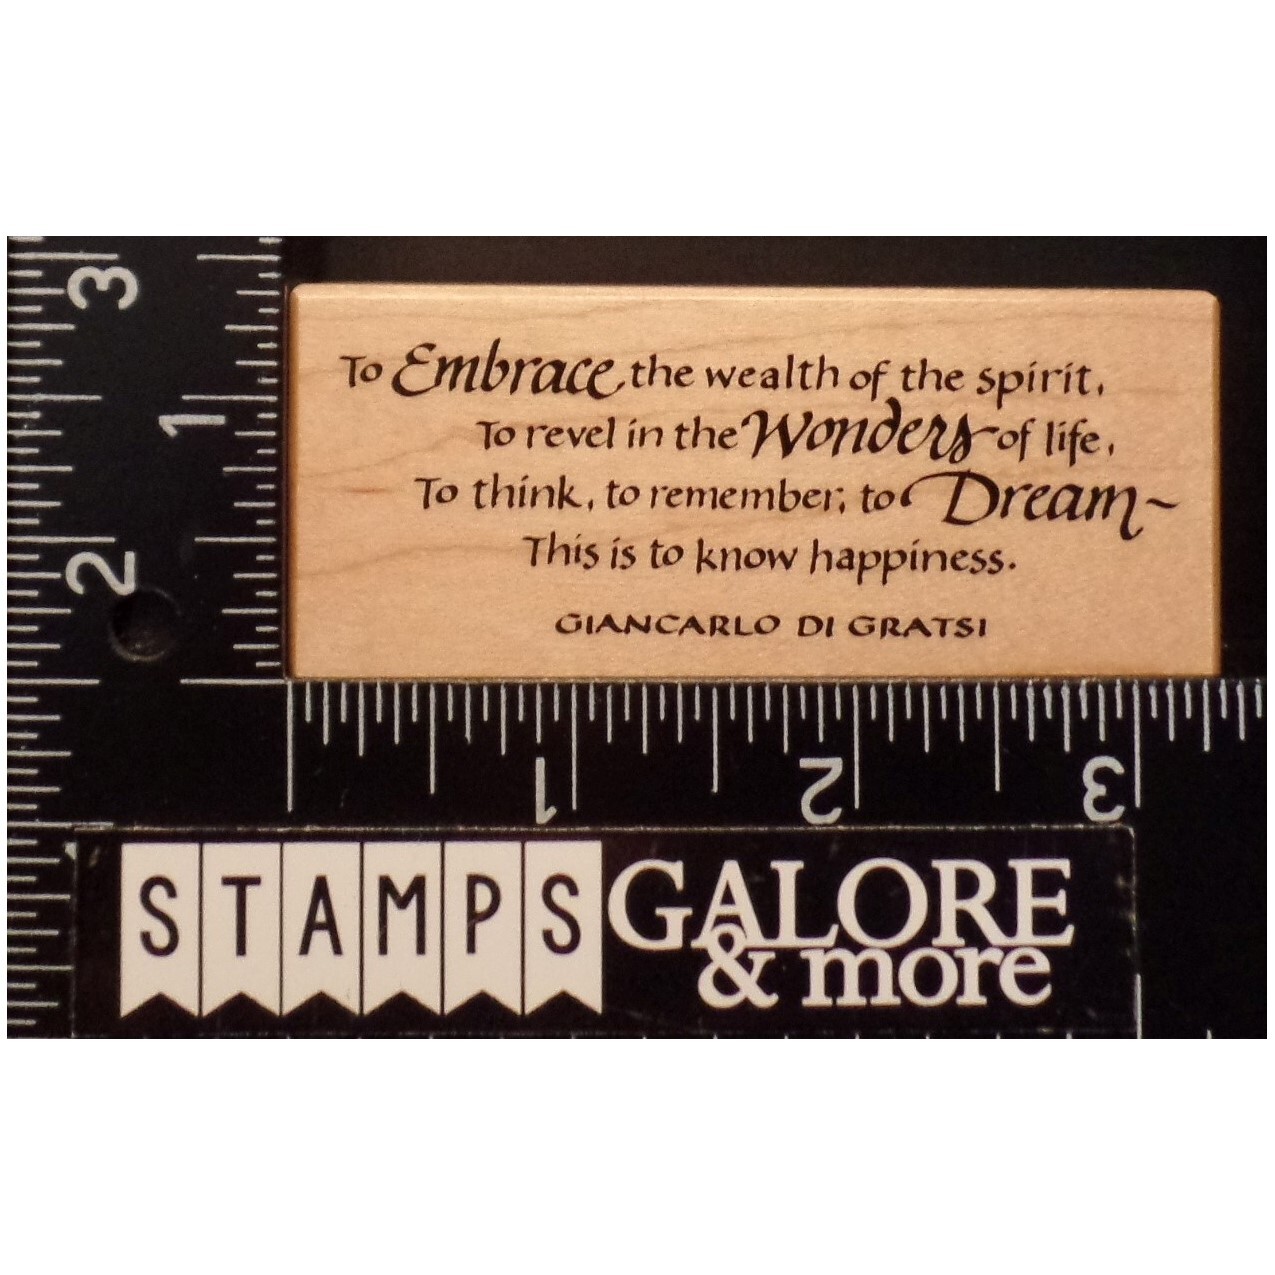 To Embrace the wealth of the spirit,
To revel in the Wonders of life,
To think, to remember, to Dream~
This is to know happiness.
GIANCARLO DI GRATSI
3
2
1
1
2
3
STAMPS GALORE
& more